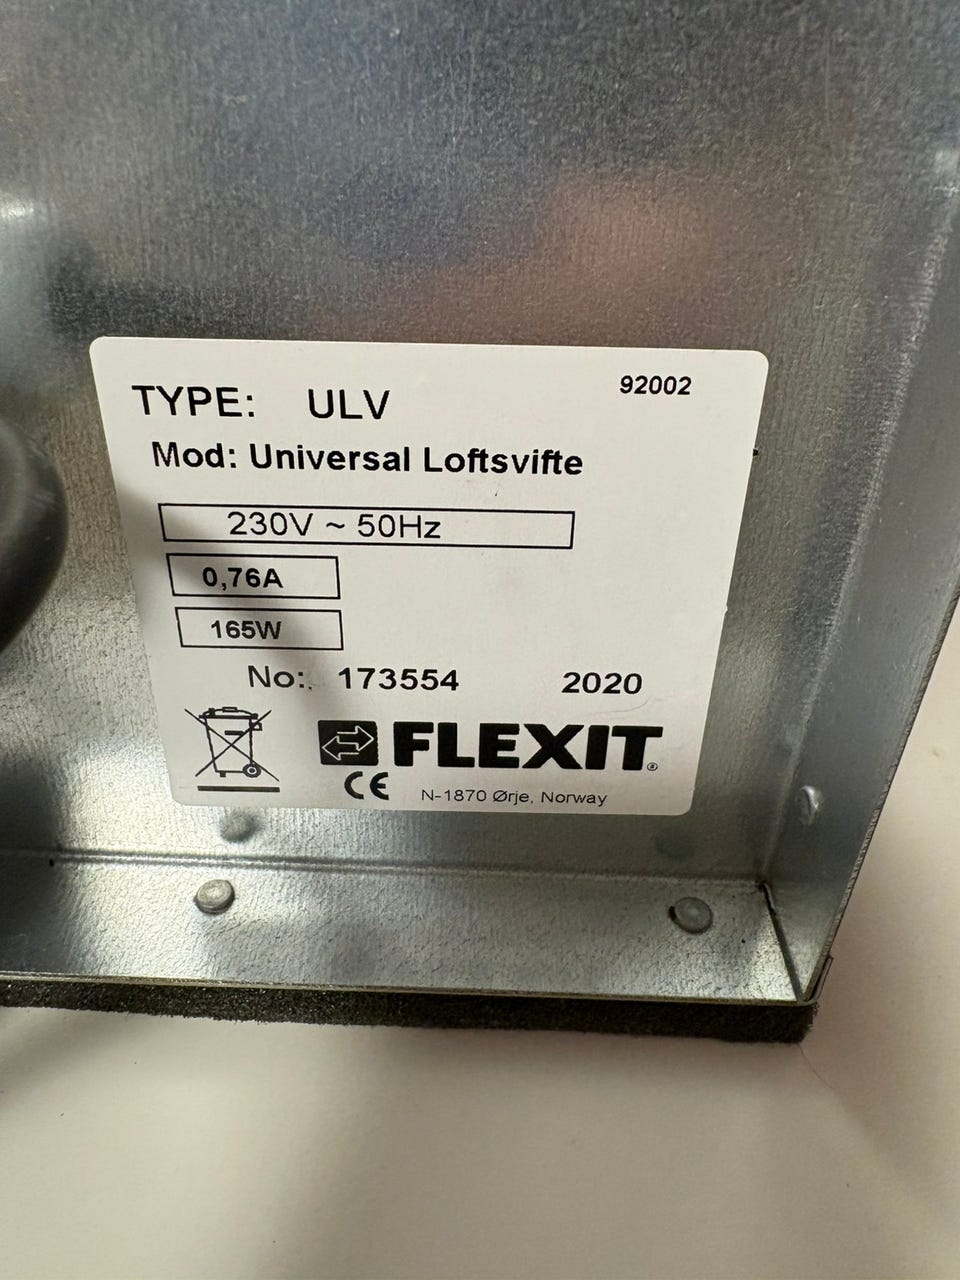 TYPE: ULV 92002
Mod: Universal Loftsvifte
230V ~ 50Hz
0,76A
165W
No: 173554 2020
FLEXIT®
CE N-1870 Ørje, Norway